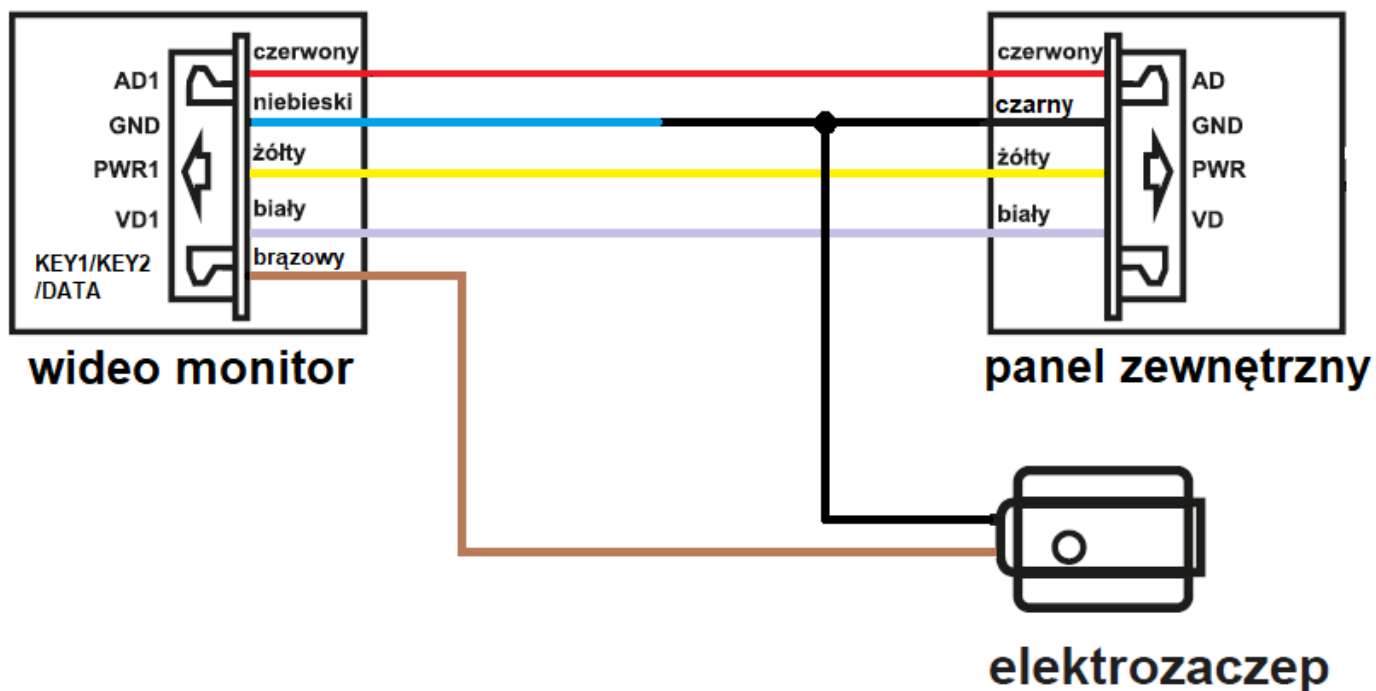 czerwony
AD1
niebieski
GND
żółty
PWR1
biały
VD1
brązowy
KEY1/KEY2
/DATA
wideo monitor
czerwony
AD
czarny
GND
żółty
PWR
biały
VD
panel zewnętrzny
elektrozaczep